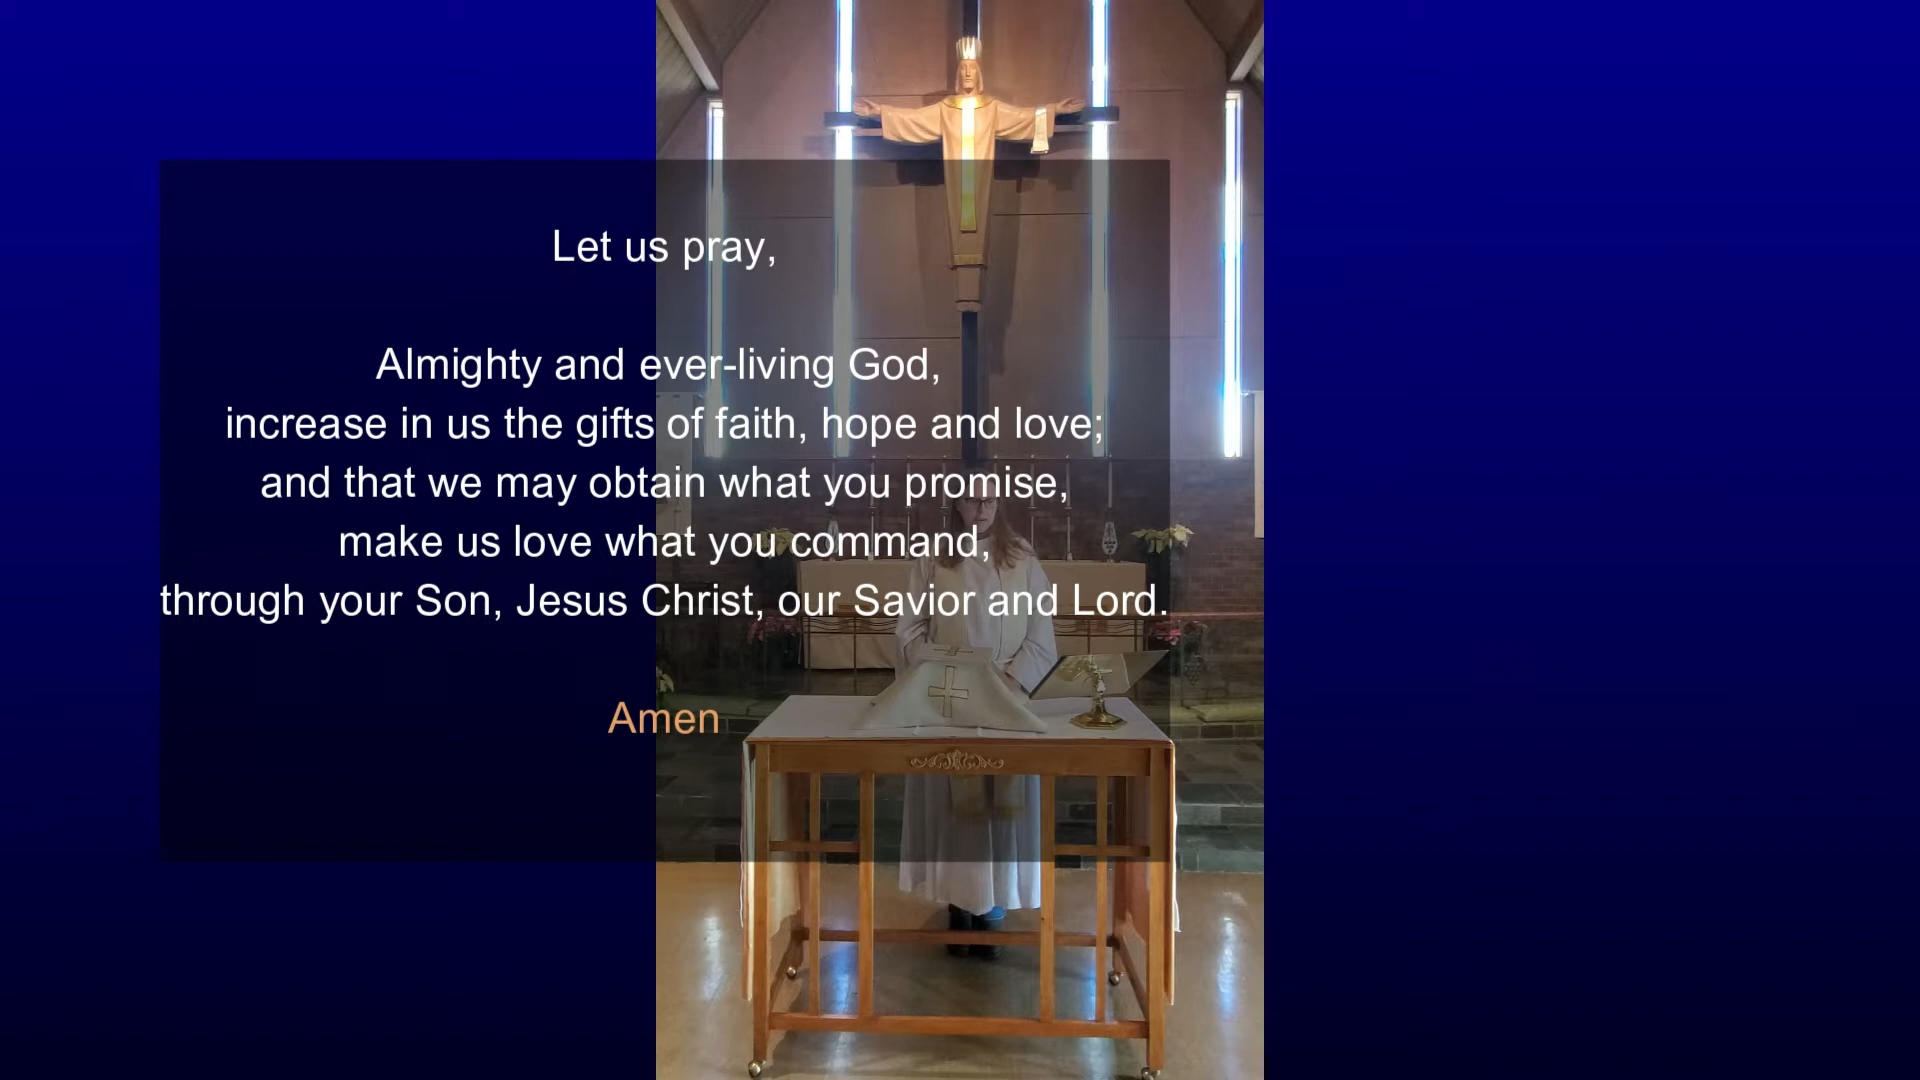 Let us pray,
Almighty and ever-living God,
increase in us the gifts of faith, hope and love;
and that we may obtain what you promise,
make us love what you command,
through your Son, Jesus Christ, our Savior and Lord.
Amen